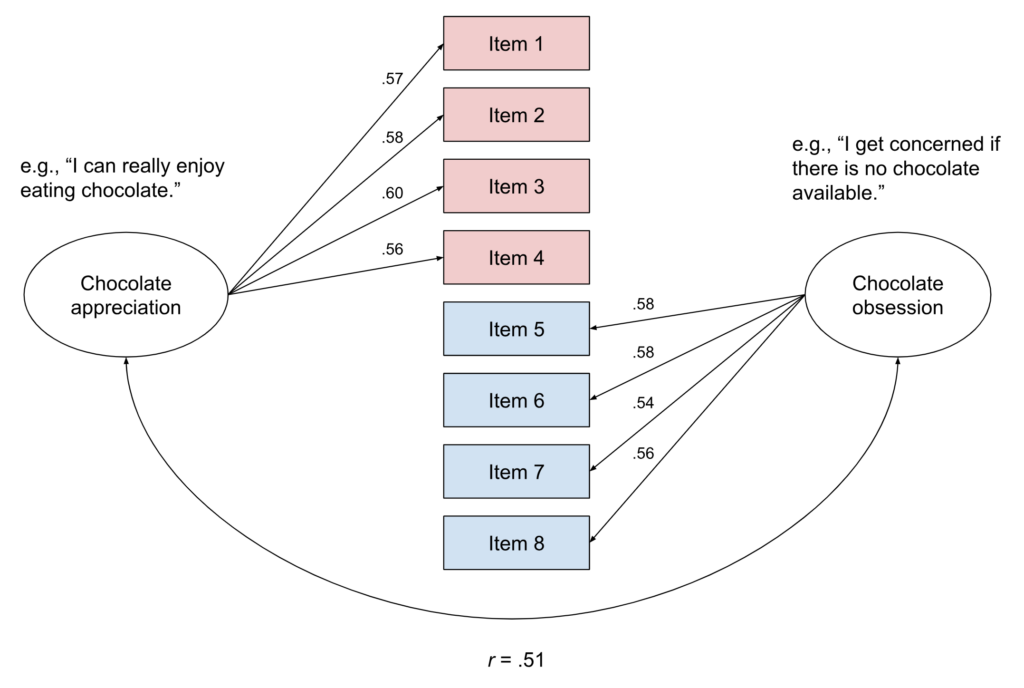 Item 1
.57
Item 2
.58
e.g., “I can really enjoy
eating chocolate.”
e.g., “I get concerned if
there is no chocolate
available.”
Item 3
.60
Item 4
.56
Chocolate
appreciation
Chocolate
obsession
Item 5
.58
Item 6
.58
Item 7
.54
Item 8
.56
r = .51